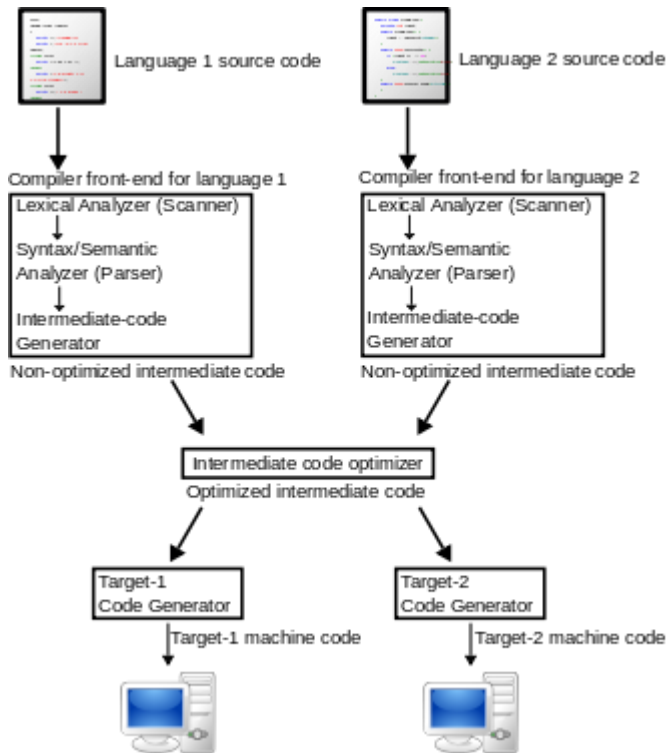 Language 1 source code
Language 2 source code
Compiler front-end for language 1
Lexical Analyzer (Scanner)
Syntax/Semantic
Analyzer (Parser)
Intermediate-code
Generator
Non-optimized intermediate code
Compiler front-end for language 2
Lexical Analyzer (Scanner)
Syntax/Semantic
Analyzer (Parser)
Intermediate-code
Generator
Non-optimized intermediate code
Intermediate code optimizer
Optimized intermediate code
Target-1
Code Generator
Target-1 machine code
Target-2
Code Generator
Target-2 machine code